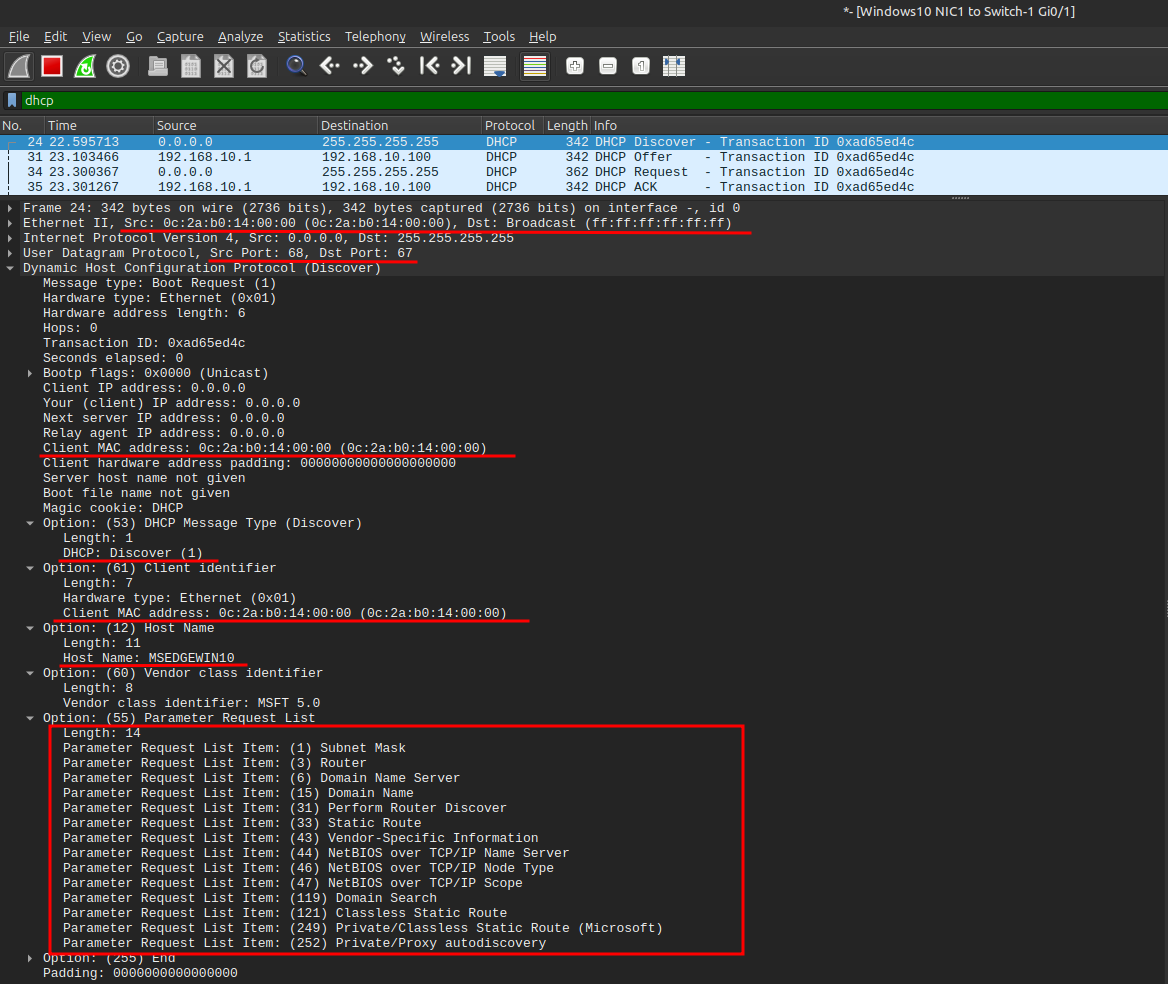 *- [Windows10 NIC1 to Switch-1 Gi0/1]
File Edit View Go Capture Analyze Statistics Telephony Wireless Tools Help
dhcp
No. Time Source Destination Protocol Length Info
24 22.595713 0.0.0.0 255.255.255.255 DHCP 342 DHCP Discover - Transaction ID 0xad65ed4c
31 23.103466 192.168.10.1 192.168.10.100 DHCP 342 DHCP Offer - Transaction ID 0xad65ed4c
34 23.300367 0.0.0.0 255.255.255.255 DHCP 362 DHCP Request - Transaction ID 0xad65ed4c
35 23.301267 192.168.10.1 192.168.10.100 DHCP 342 DHCP ACK - Transaction ID 0xad65ed4c
Frame 24: 342 bytes on wire (2736 bits), 342 bytes captured (2736 bits) on interface -, id 0
Ethernet II, Src: 0c:2a:b0:14:00:00 (0c:2a:b0:14:00:00), Dst: Broadcast (ff:ff:ff:ff:ff:ff)
Internet Protocol Version 4, Src: 0.0.0.0, Dst: 255.255.255.255
User Datagram Protocol, Src Port: 68, Dst Port: 67
Dynamic Host Configuration Protocol (Discover)
Message type: Boot Request (1)
Hardware type: Ethernet (0x01)
Hardware address length: 6
Hops: 0
Transaction ID: 0xad65ed4c
Seconds elapsed: 0
Bootp flags: 0x0000 (Unicast)
Client IP address: 0.0.0.0
Your (client) IP address: 0.0.0.0
Next server IP address: 0.0.0.0
Relay agent IP address: 0.0.0.0
Client MAC address: 0c:2a:b0:14:00:00 (0c:2a:b0:14:00:00)
Client hardware address padding: 00000000000000000000
Server host name not given
Boot file name not given
Magic cookie: DHCP
Option: (53) DHCP Message Type (Discover)
Length: 1
DHCP: Discover (1)
Option: (61) Client identifier
Length: 7
Hardware type: Ethernet (0x01)
Client MAC address: 0c:2a:b0:14:00:00 (0c:2a:b0:14:00:00)
Option: (12) Host Name
Length: 11
Host Name: MSEDGEWIN10
Option: (60) Vendor class identifier
Length: 8
Vendor class identifier: MSFT 5.0
Option: (55) Parameter Request List
Length: 14
Parameter Request List Item: (1) Subnet Mask
Parameter Request List Item: (3) Router
Parameter Request List Item: (6) Domain Name Server
Parameter Request List Item: (15) Domain Name
Parameter Request List Item: (31) Perform Router Discover
Parameter Request List Item: (33) Static Route
Parameter Request List Item: (43) Vendor-Specific Information
Parameter Request List Item: (44) NetBIOS over TCP/IP Name Server
Parameter Request List Item: (46) NetBIOS over TCP/IP Node Type
Parameter Request List Item: (47) NetBIOS over TCP/IP Scope
Parameter Request List Item: (119) Domain Search
Parameter Request List Item: (121) Classless Static Route
Parameter Request List Item: (249) Private/Classless Static Route (Microsoft)
Parameter Request List Item: (252) Private/Proxy autodiscovery
Option: (255) End
Padding: 0000000000000000